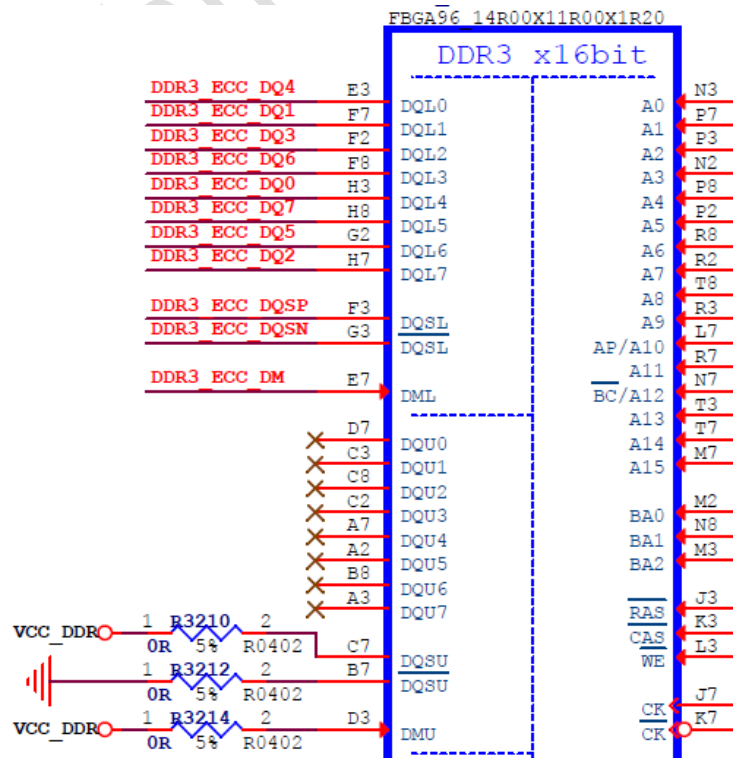 FBGA96_14R00X11R00X1R20
DDR3 x16bit
DDR3_ECC_DQ4 E3 DQL0 A0 N3
DDR3_ECC_DQ1 F7 DQL1 A1 P7
DDR3_ECC_DQ3 F2 DQL2 A2 P3
DDR3_ECC_DQ6 F8 DQL3 A3 N2
DDR3_ECC_DQ0 H3 DQL4 A4 P8
DDR3_ECC_DQ7 H8 DQL5 A5 P2
DDR3_ECC_DQ5 G2 DQL6 A6 R8
DDR3_ECC_DQ2 H7 DQL7 A7 R2
A8 T8
DDR3_ECC_DQSP F3 DQSL A9 R3
DDR3_ECC_DQSN G3 DQSL AP/A10 L7
A11 R7
DDR3_ECC_DM E7 DML BC/A12 N7
A13 T3
D7 DQU0 A14 T7
C3 DQU1 A15 M7
C8 DQU2
C2 DQU3 BA0 M2
A7 DQU4 BA1 N8
A2 DQU5 BA2 M3
B8 DQU6
A3 DQU7 RAS J3
CAS K3
VCC_DDR 1 R3210 2 0R 5% R0402 C7 DQSU WE L3
1 R3212 2 0R 5% R0402 B7 DQSU
CK J7
VCC_DDR 1 R3214 2 0R 5% R0402 D3 DMU CK K7